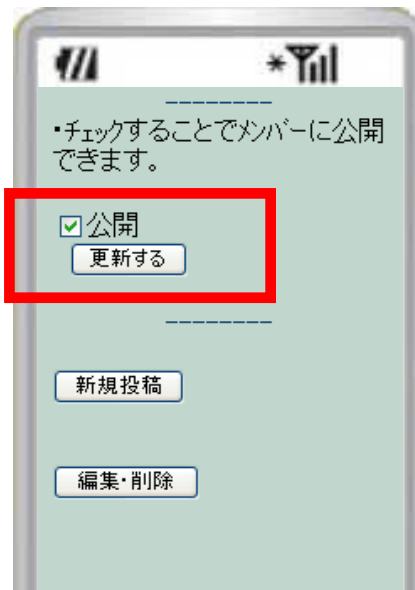 --------
・チェックすることでメンバーに公開
できます。
公開
更新する
--------
新規投稿
編集・削除